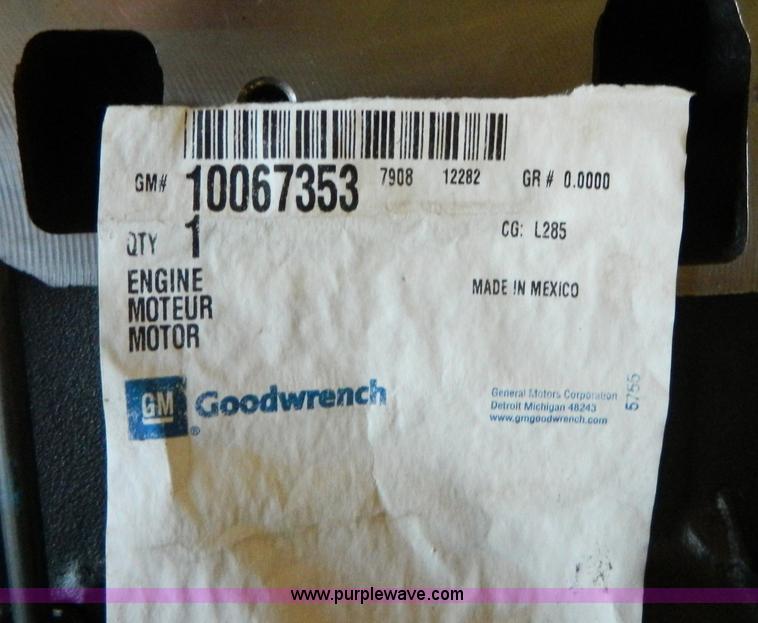 GM# 10067353 7908 12282 GR # 0.0000
QTY 1 CG: L285
ENGINE MADE IN MEXICO
MOTEUR
MOTOR
GM Goodwrench ®
General Motors Corporation
Detroit Michigan 48243
www.gmgoodwrench.com
5755
www.purplewave.com